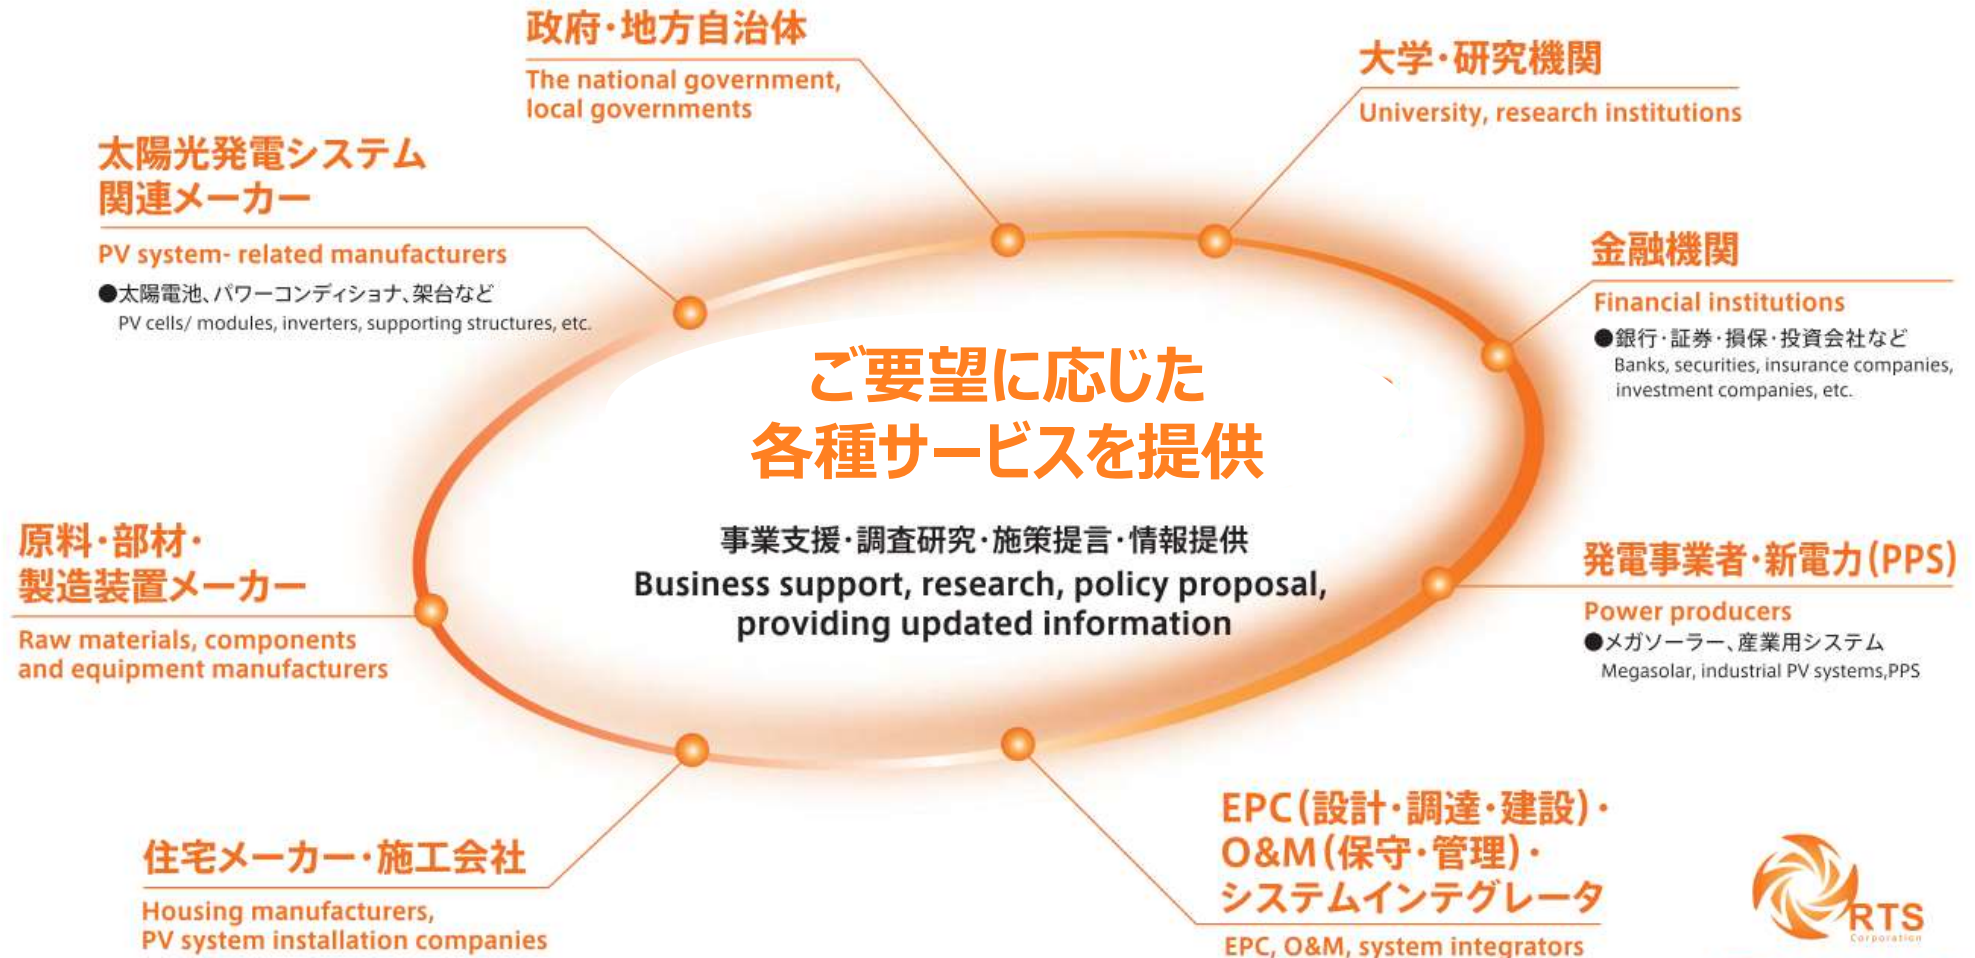 政府・地方自治体
The national government,
local governments
大学・研究機関
University, research institutions
太陽光発電システム
関連メーカー
PV system- related manufacturers
●太陽電池、パワーコンディショナ、架台など
PV cells/ modules, inverters, supporting structures, etc.
金融機関
Financial institutions
●銀行・証券・損保・投資会社など
Banks, securities, insurance companies,
investment companies, etc.
ご要望に応じた
各種サービスを提供
事業支援・調査研究・施策提言・情報提供
Business support, research, policy proposal,
providing updated information
原料・部材・
製造装置メーカー
Raw materials, components
and equipment manufacturers
発電事業者・新電力(PPS)
Power producers
●メガソーラー、産業用システム
Megasolar, industrial PV systems,PPS
住宅メーカー・施工会社
Housing manufacturers,
PV system installation companies
EPC(設計・調達・建設)・
O&M(保守・管理)・
システムインテグレータ
EPC, O&M, system integrators
RTS
Corporation